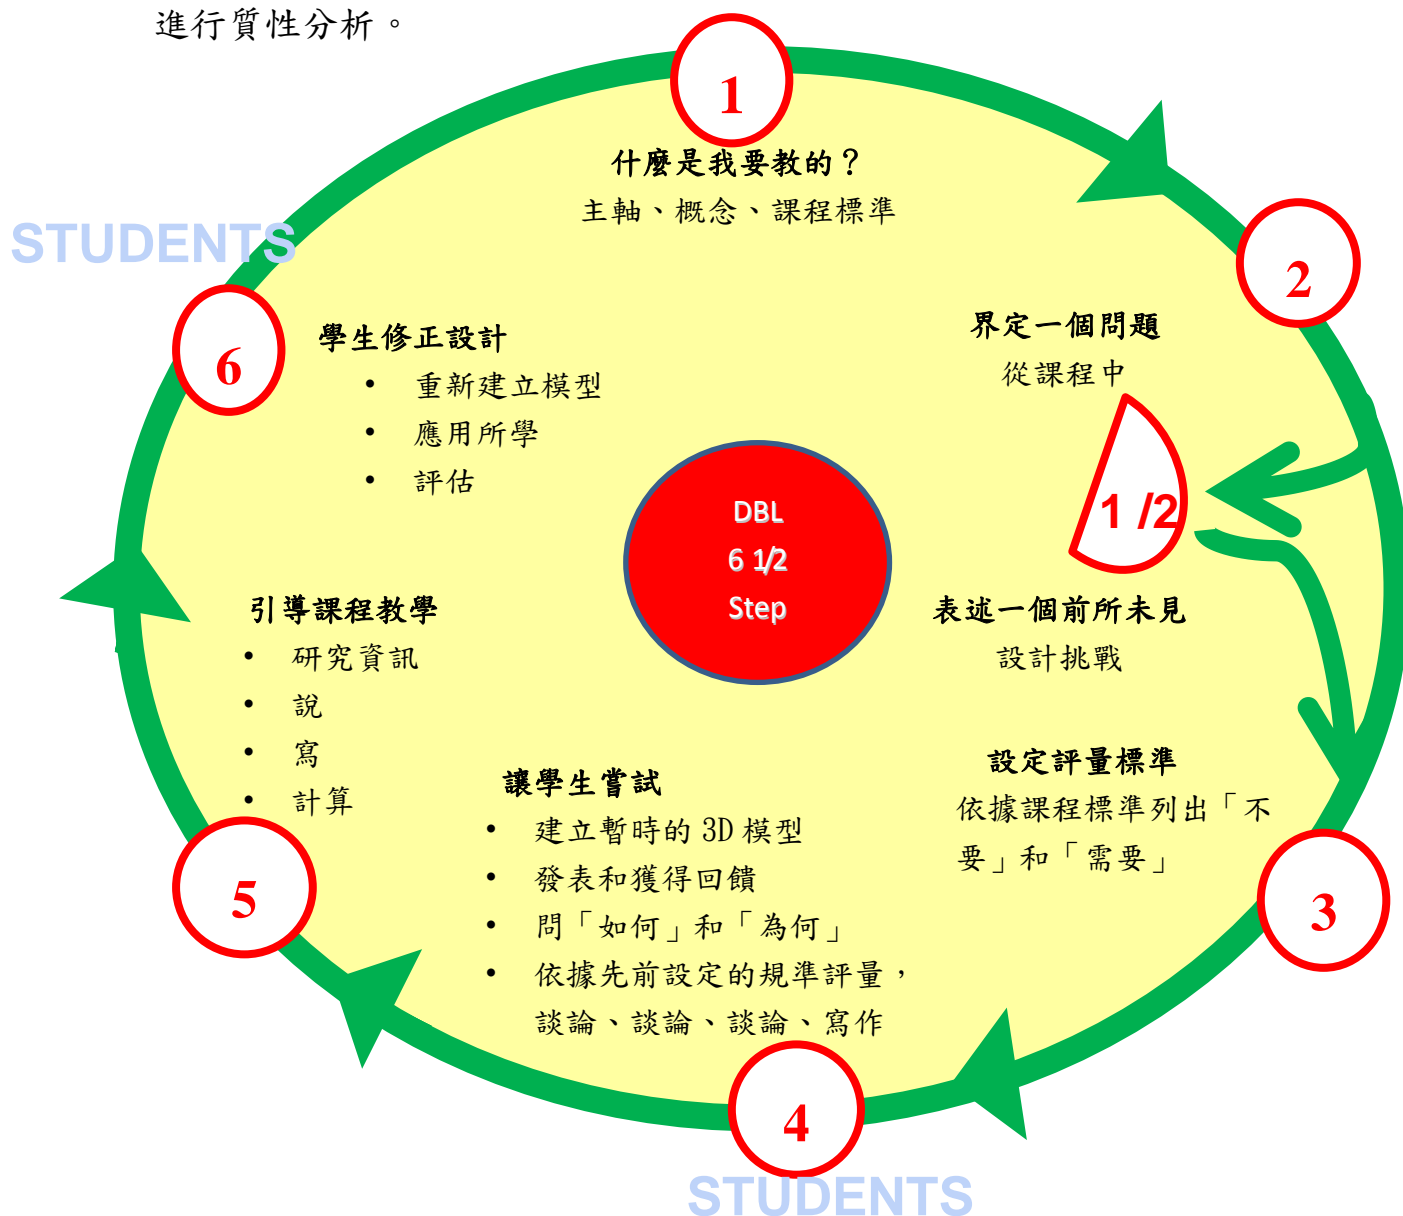 進行質性分析。
1
什麼是我要教的？
主軸、概念、課程標準
2
界定一個問題
從課程中
1 /2
表述一個前所未見
設計挑戰
設定評量標準
依據課程標準列出「不
要」和「需要」
3
讓學生嘗試
• 建立暫時的 3D 模型
• 發表和獲得回饋
• 問「如何」和「為何」
• 依據先前設定的規準評量，
談論、談論、談論、寫作
4
STUDENTS
引導課程教學
• 研究資訊
• 說
• 寫
• 計算
5
STUDENTS
6
學生修正設計
• 重新建立模型
• 應用所學
• 評估
DBL
6 1/2
Step